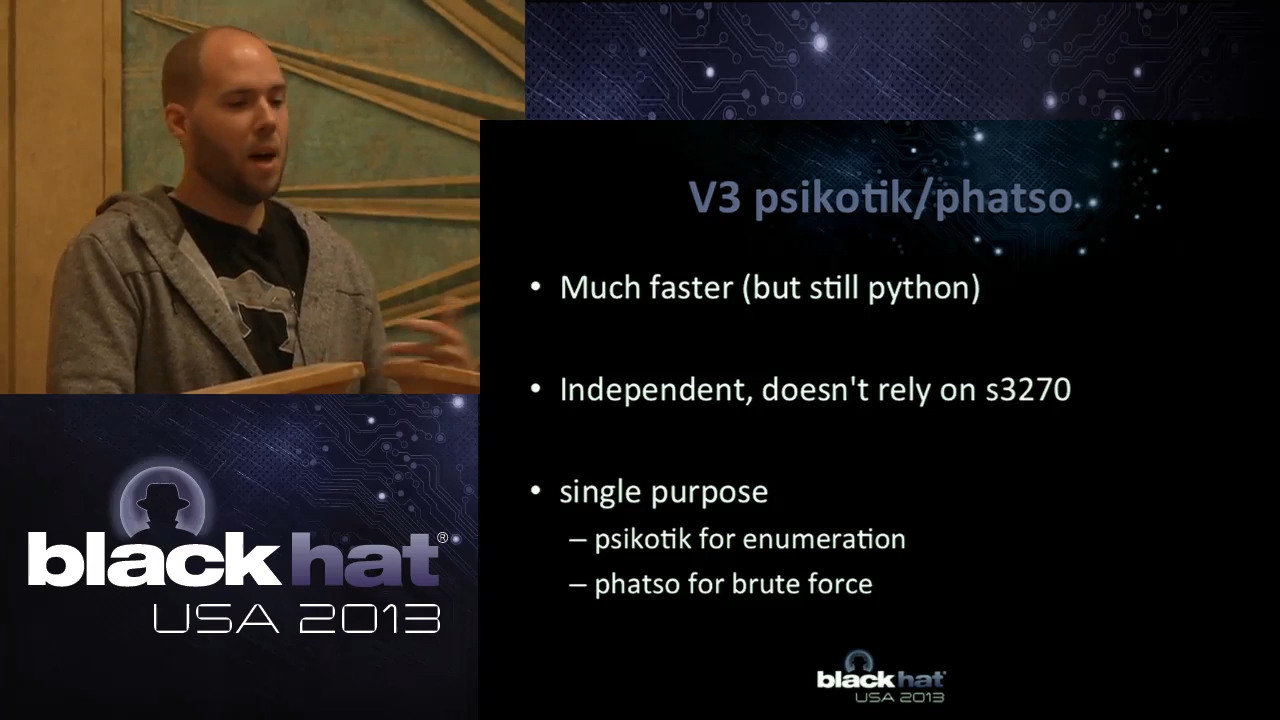 V3 psikotik/phatso
• Much faster (but still python)
• Independent, doesn't rely on s3270
• single purpose
– psikotik for enumeration
– phatso for brute force
black hat®
USA 2013
black hat
USA 2013